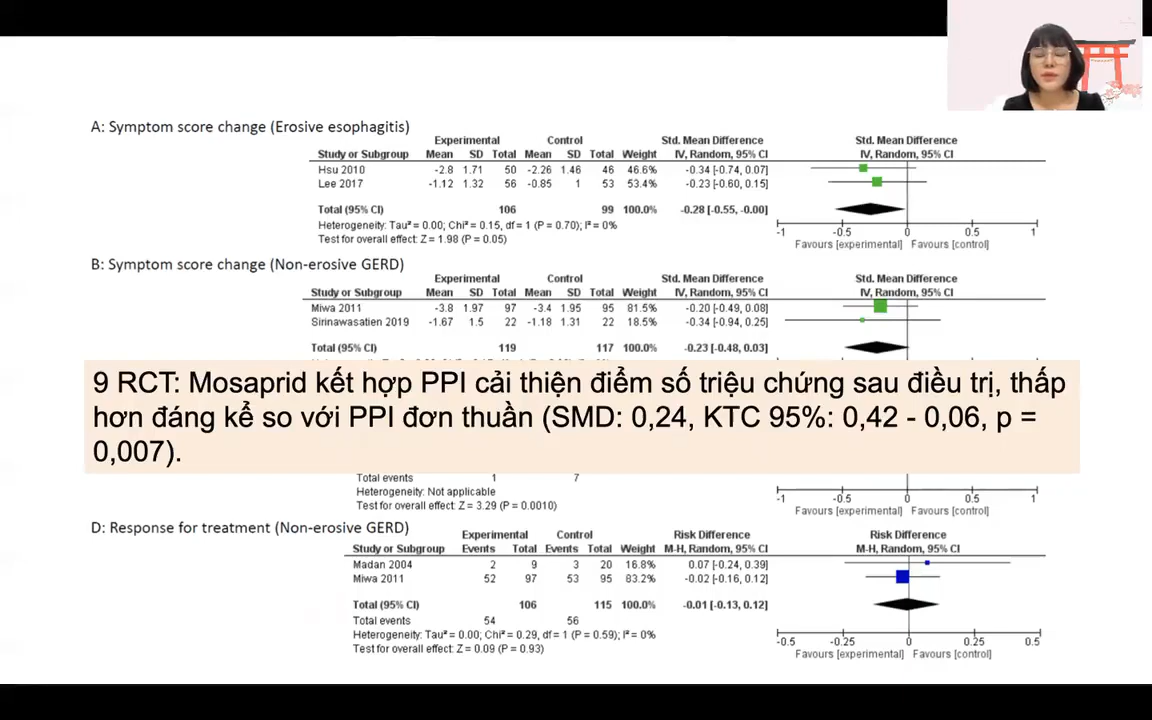 A: Symptom score change (Erosive esophagitis)
Experimental Control Std. Mean Difference Std. Mean Difference
Study or Subgroup Mean SD Total Mean SD Total Weight IV, Random, 95% CI IV, Random, 95% CI
Hsu 2010 -2.8 1.71 50 -2.26 1.46 46 46.6% -0.34 [-0.74, 0.07]
Lee 2017 -1.12 1.32 56 -0.85 1 53 53.4% -0.23 [-0.60, 0.15]
Total (95% CI) 106 99 100.0% -0.28 [-0.55, -0.00]
Heterogeneity: Tau² = 0.00; Chi² = 0.15, df = 1 (P = 0.70); I² = 0%
Test for overall effect: Z = 1.98 (P = 0.05)
-1 -0.5 0 0.5 1
Favours [experimental] Favours [control]
B: Symptom score change (Non-erosive GERD)
Experimental Control Std. Mean Difference Std. Mean Difference
Study or Subgroup Mean SD Total Mean SD Total Weight IV, Random, 95% CI IV, Random, 95% CI
Miwa 2011 -3.8 1.97 97 -3.4 1.95 95 81.5% -0.20 [-0.49, 0.08]
Sirinawasatien 2019 -1.67 1.5 22 -1.18 1.31 22 18.5% -0.34 [-0.94, 0.25]
Total (95% CI) 119 117 100.0% -0.23 [-0.48, 0.03]
9 RCT: Mosaprid kết hợp PPI cải thiện điểm số triệu chứng sau điều trị, thấp
hơn đáng kể so với PPI đơn thuần (SMD: 0,24, KTC 95%: 0,42 - 0,06, p =
0,007).
Total events 1 7
Heterogeneity: Not applicable
Test for overall effect: Z = 3.29 (P = 0.0010)
-1 -0.5 0 0.5 1
Favours [experimental] Favours [control]
D: Response for treatment (Non-erosive GERD)
Experimental Control Risk Difference Risk Difference
Study or Subgroup Events Total Events Total Weight M-H, Random, 95% CI M-H, Random, 95% CI
Madan 2004 2 9 3 20 16.8% 0.07 [-0.24, 0.39]
Miwa 2011 52 97 53 95 83.2% -0.02 [-0.16, 0.12]
Total (95% CI) 106 115 100.0% -0.01 [-0.13, 0.12]
Total events 54 56
Heterogeneity: Tau² = 0.00; Chi² = 0.29, df = 1 (P = 0.59); I² = 0%
Test for overall effect: Z = 0.09 (P = 0.93)
-0.5 -0.25 0 0.25 0.5
Favours [experimental] Favours [control]